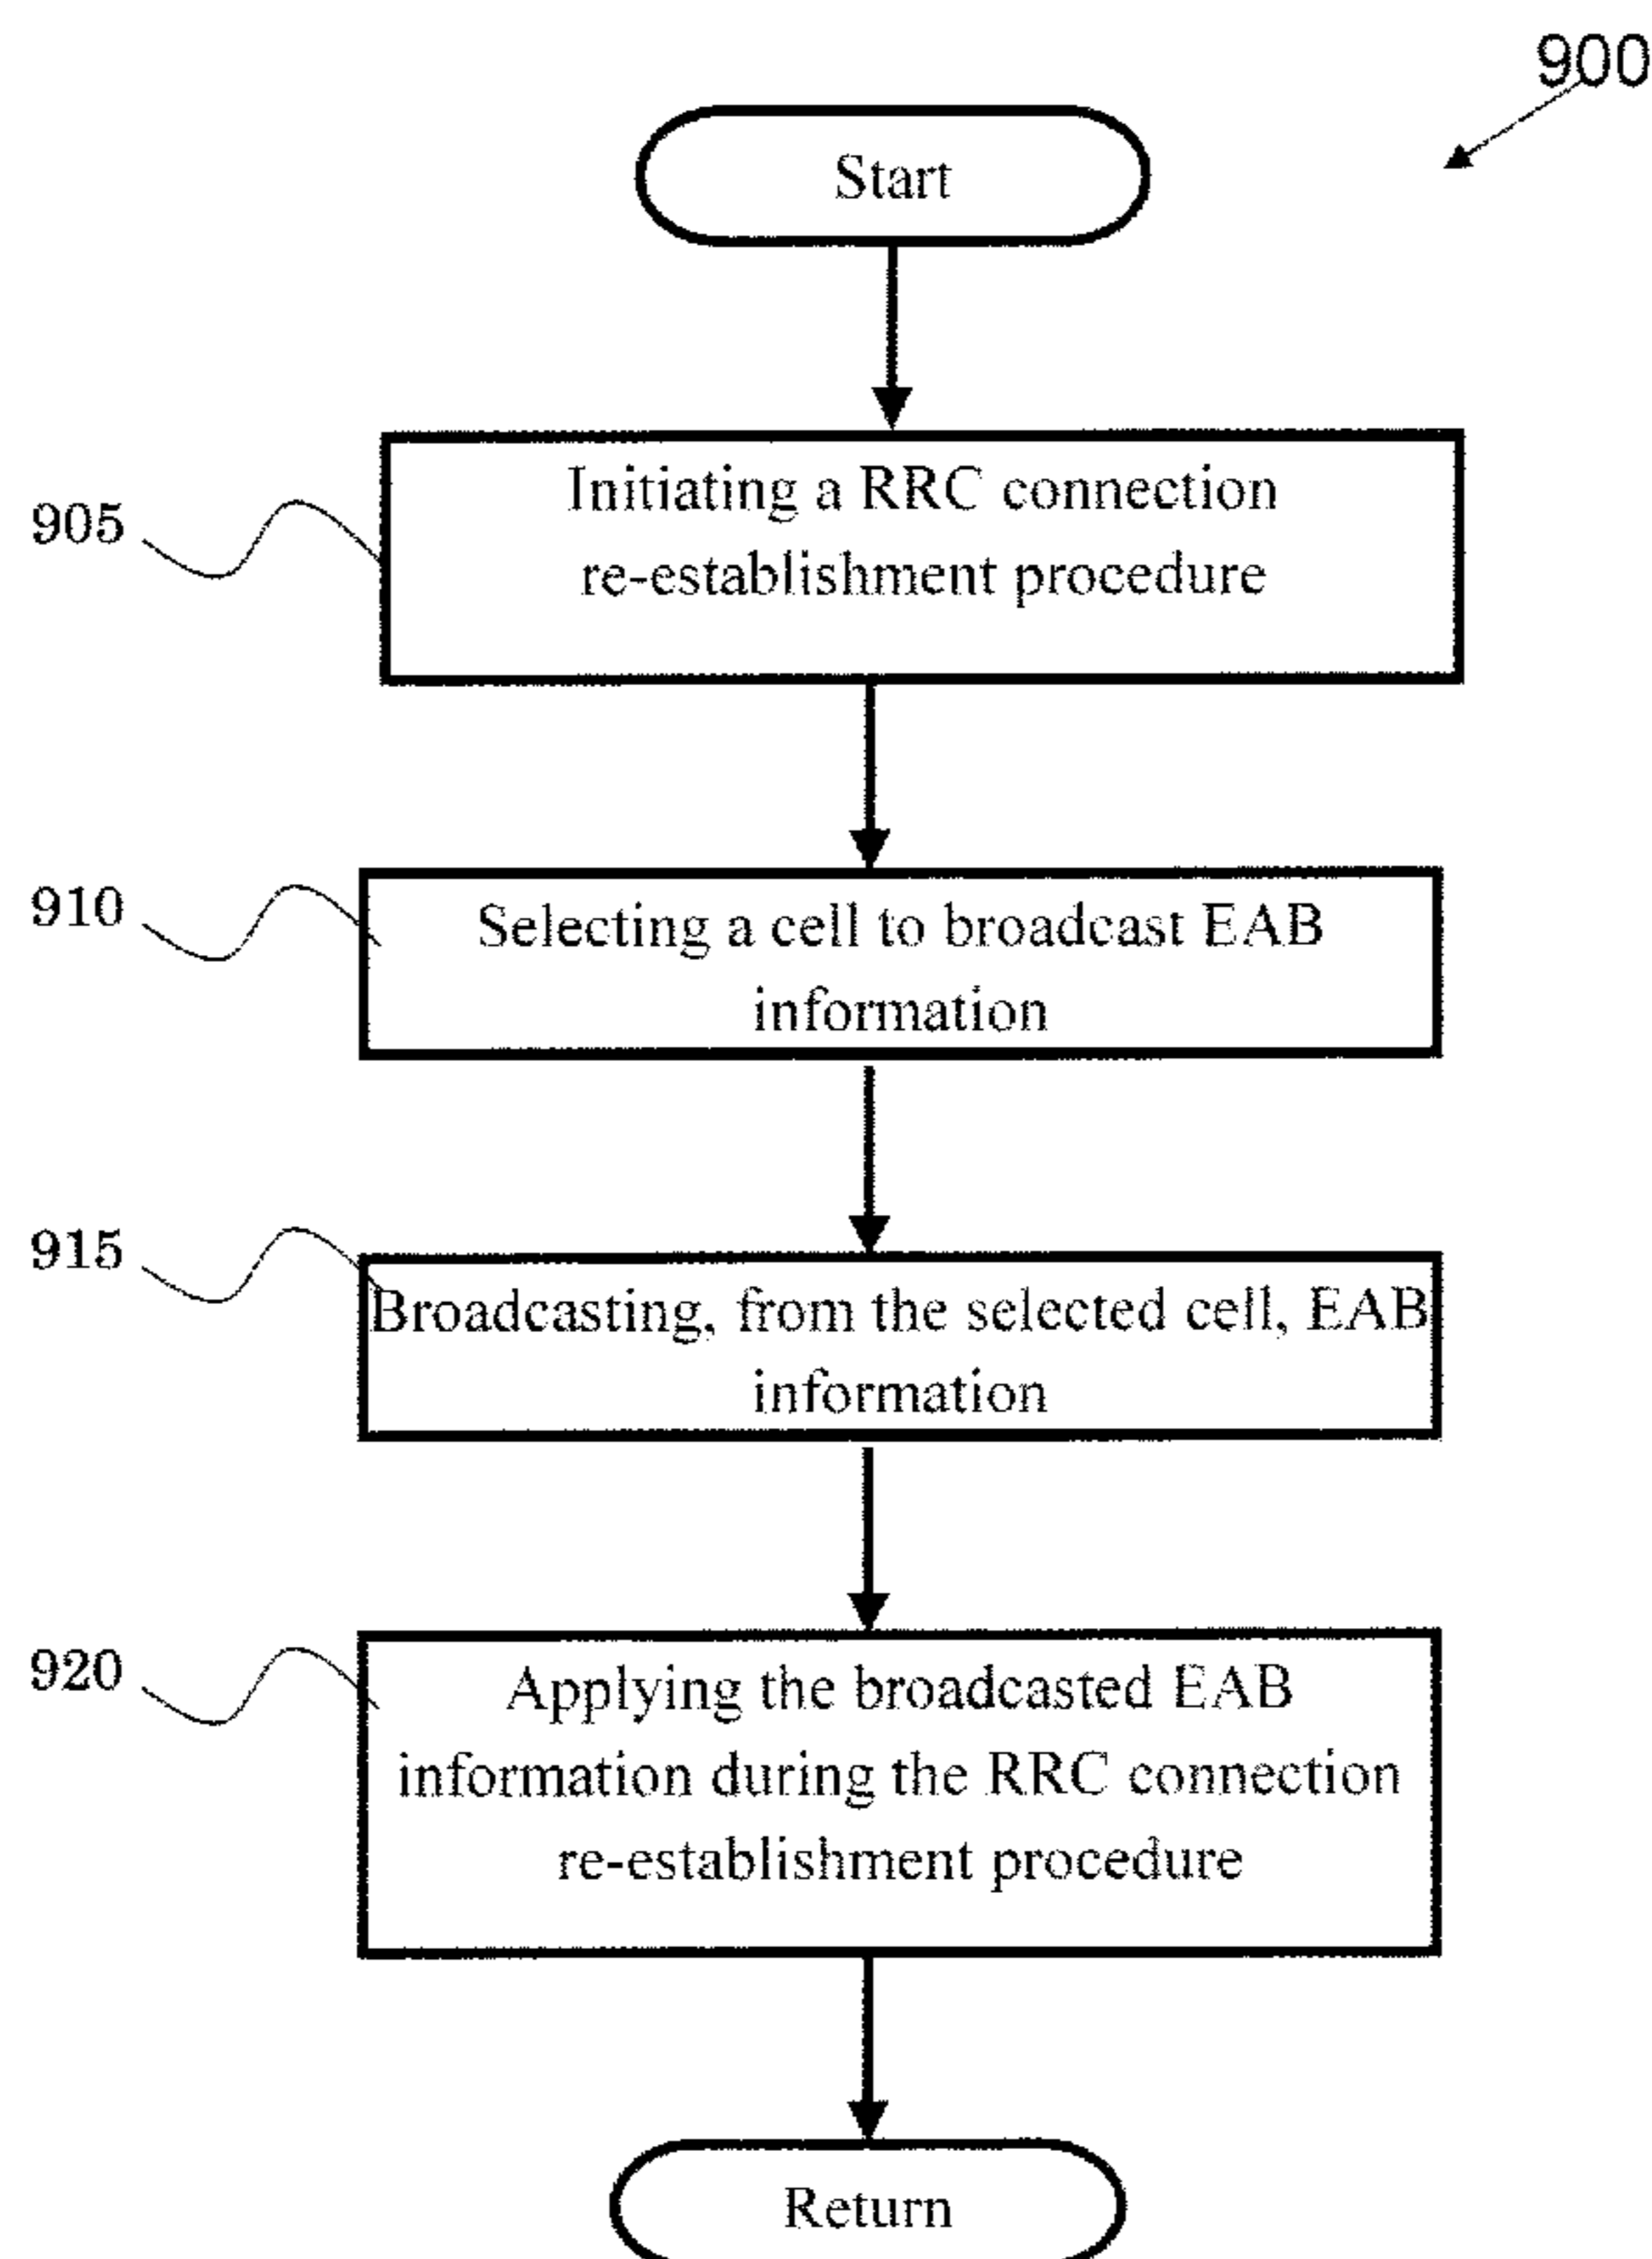 900
Start
905
Initiating a RRC connection
re-establishment procedure
910
Selecting a cell to broadcast EAB
information
915
Broadcasting, from the selected cell, EAB
information
920
Applying the broadcasted EAB
information during the RRC connection
re-establishment procedure
Return